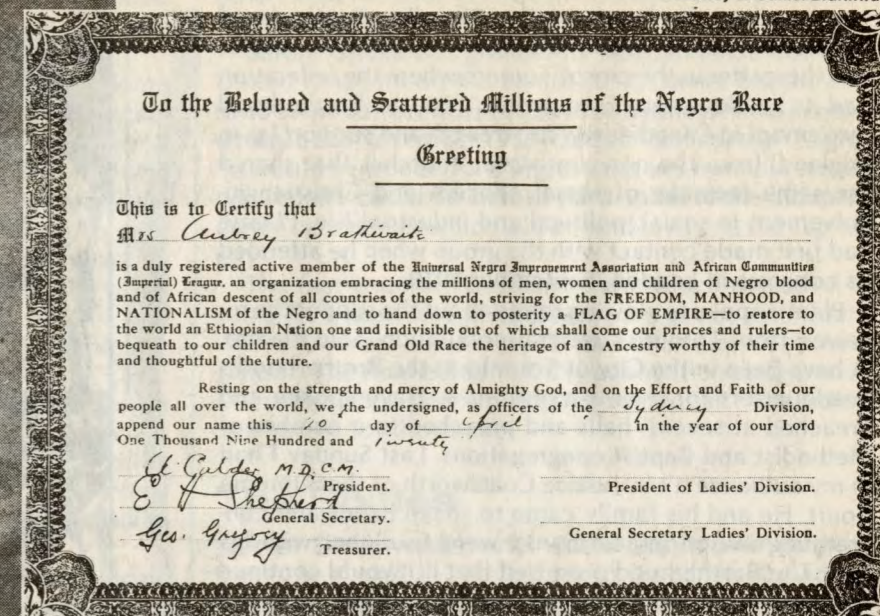 To the Beloved and Scattered Millions of the Negro Race
Greeting
This is to Certify that
Mrs Aubrey Brathwaite
is a duly registered active member of the Universal Negro Improvement Association and African Communities
(Imperial) League, an organization embracing the millions of men, women and children of Negro blood
and of African descent of all countries of the world, striving for the FREEDOM, MANHOOD, and
NATIONALISM of the Negro and to hand down to posterity a FLAG OF EMPIRE—to restore to
the world an Ethiopian Nation one and indivisible out of which shall come our princes and rulers—to
bequeath to our children and our Grand Old Race the heritage of an Ancestry worthy of their time
and thoughtful of the future.
Resting on the strength and mercy of Almighty God, and on the Effort and Faith of our
people all over the world, we the undersigned, as officers of the Sydney Division,
append our name this 20 day of April in the year of our Lord
One Thousand Nine Hundred and Twenty
Calder M.D.C.M.
President. President of Ladies' Division.
E H Shepherd
General Secretary. General Secretary Ladies' Division.
Geo. Gregory
Treasurer.